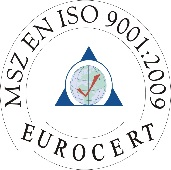 MSZ EN ISO 9001:2009
EUROCERT